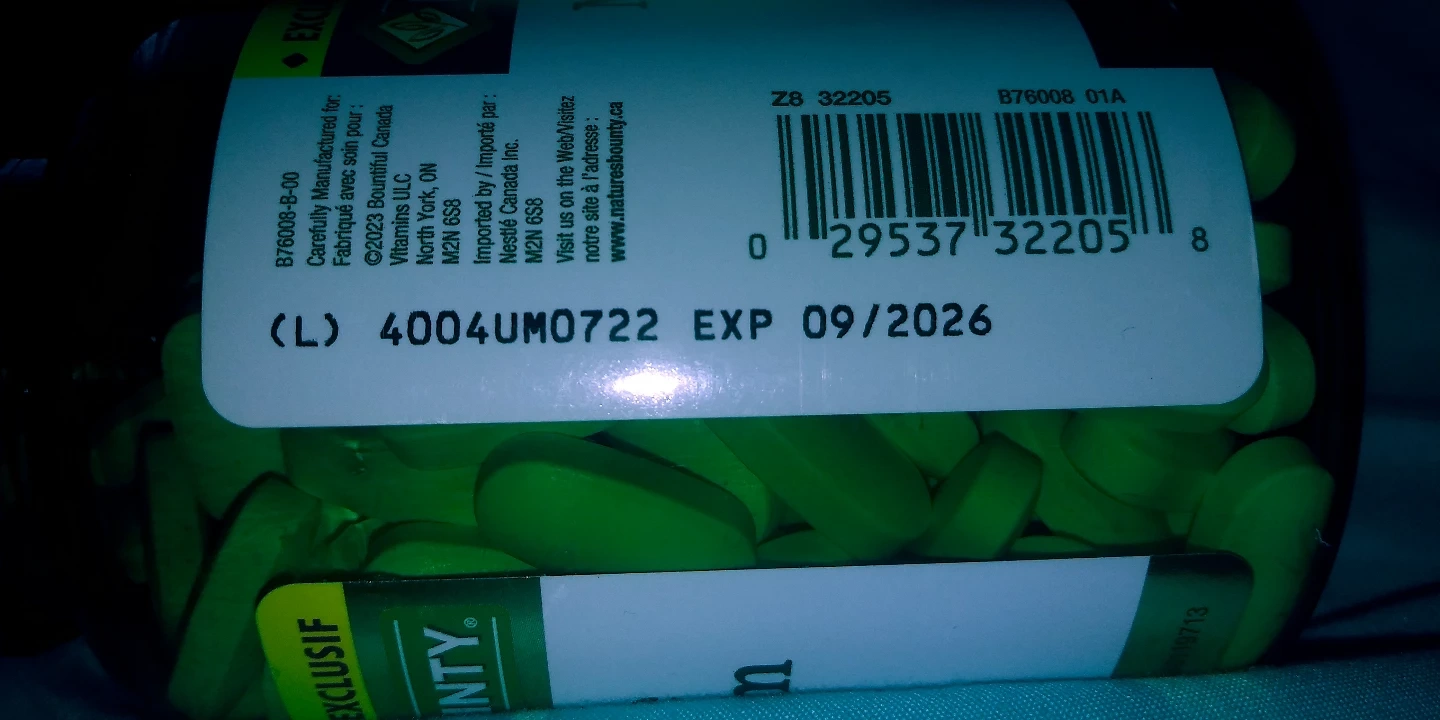 Z8 32205 B76008 01A
0 29537 32205 8
B76008-B-00
Carefully Manufactured for:
Fabriqué avec soin pour :
©2023 Bountiful Canada
Vitamins ULC
North York, ON
M2N 6S8
Imported by / Importé par :
Nestlé Canada Inc.
M2N 6S8
Visit us on the Web/Visitez
notre site à l'adresse :
www.naturesbounty.ca
(L) 4004UM0722 EXP 09/2026
EXCLUSIF